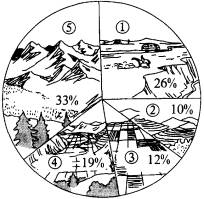 ⑤ ①
26%
33%
② 10%
④ 19% ③ 12%